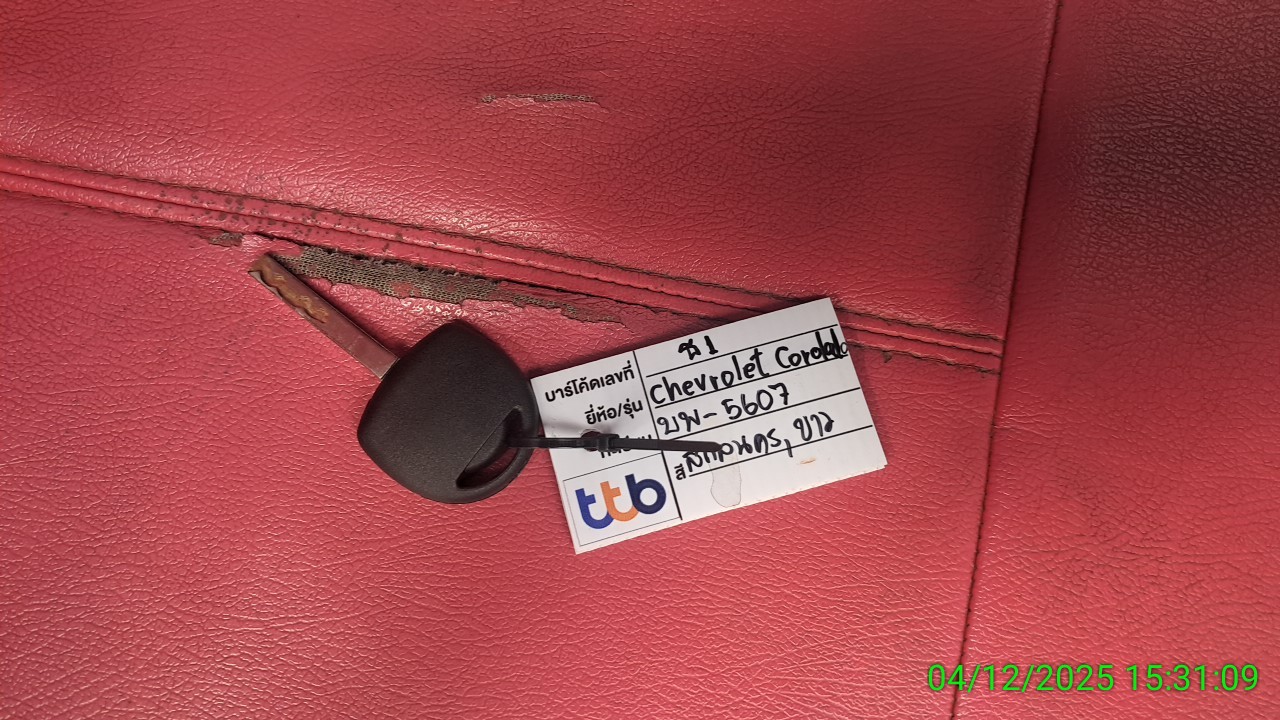 บาร์โค้ดเลขที่ ช 1
ยี่ห้อ/รุ่น Chevrolet
บพ-5607
สี สกลนคร, ขาว
ttb
04/12/2025 15:31:09